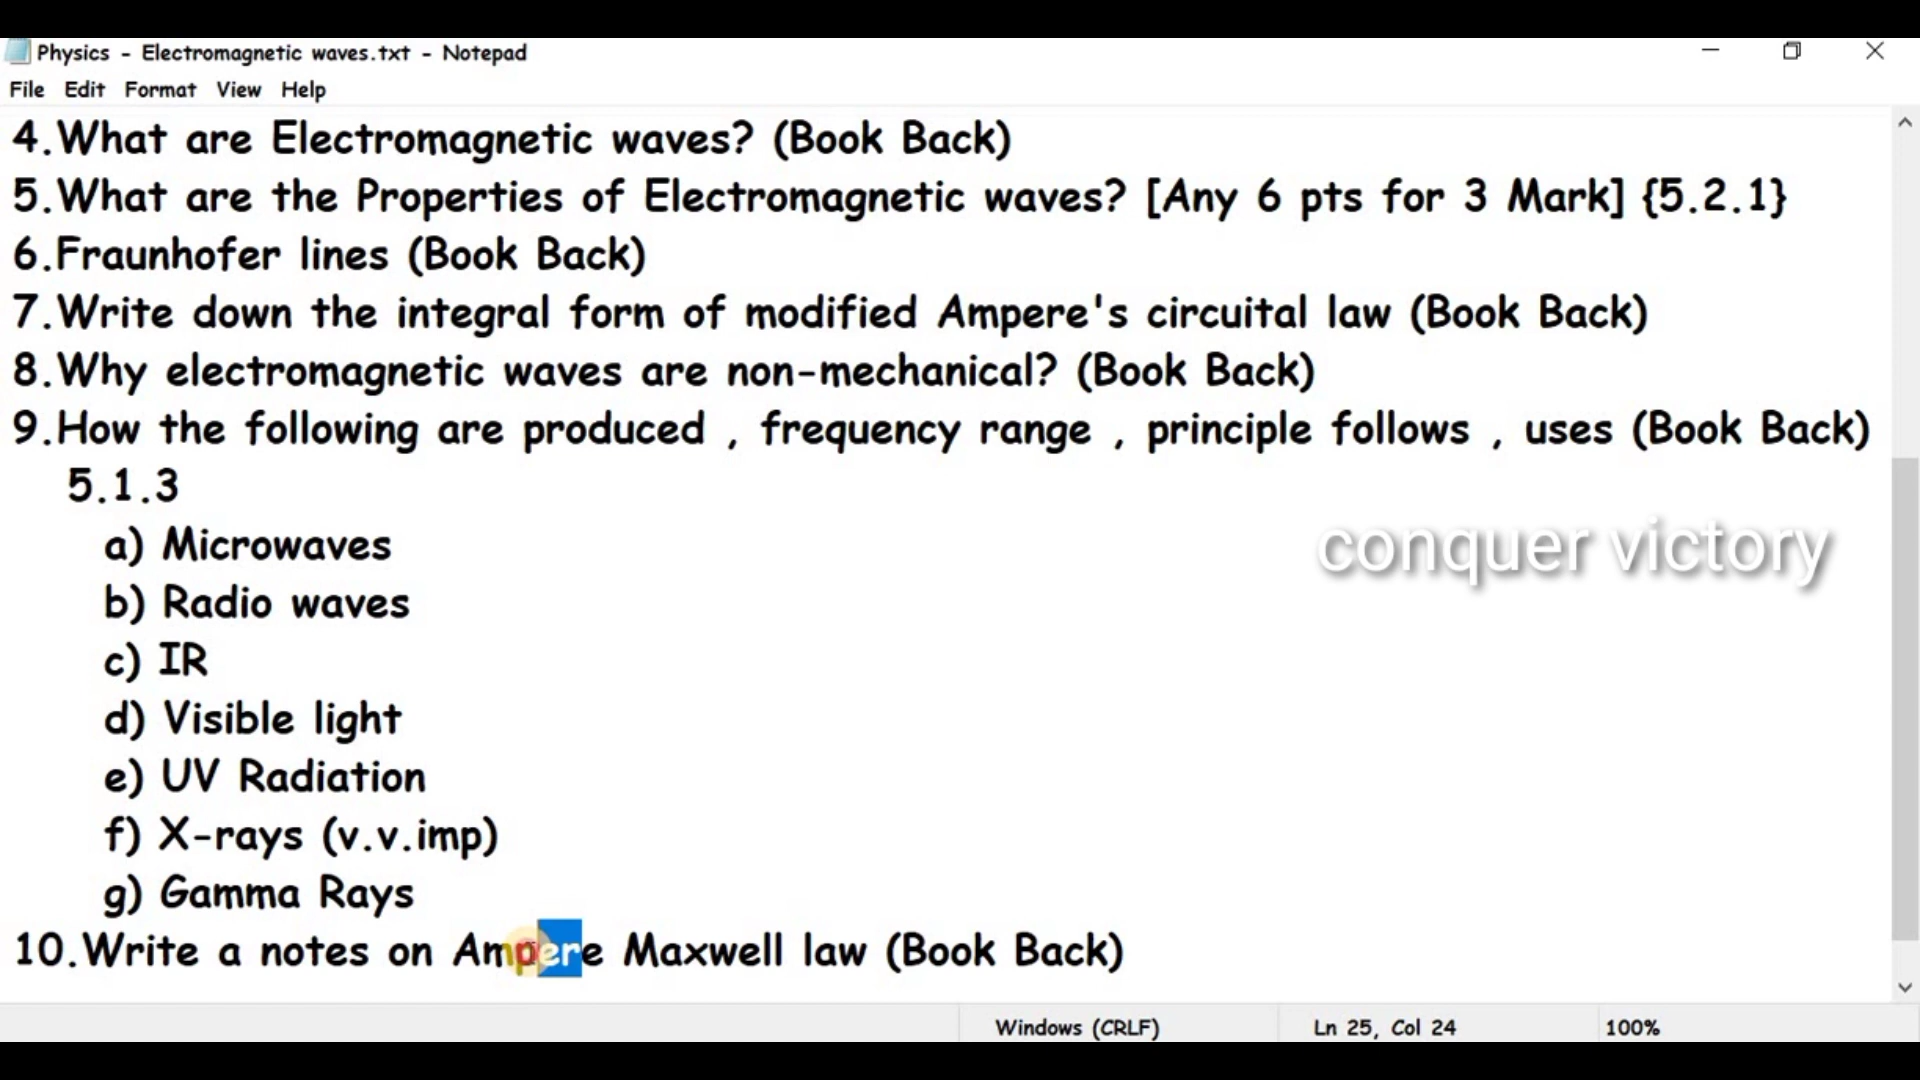 Physics - Electromagnetic waves.txt - Notepad
File Edit Format View Help
4.What are Electromagnetic waves? (Book Back)
5.What are the Properties of Electromagnetic waves? [Any 6 pts for 3 Mark] {5.2.1}
6.Fraunhofer lines (Book Back)
7.Write down the integral form of modified Ampere's circuital law (Book Back)
8.Why electromagnetic waves are non-mechanical? (Book Back)
9.How the following are produced , frequency range , principle follows , uses (Book Back)
5.1.3
a) Microwaves
conquer victory
b) Radio waves
c) IR
d) Visible light
e) UV Radiation
f) X-rays (v.v.imp)
g) Gamma Rays
10.Write a notes on Ampere Maxwell law (Book Back)
Windows (CRLF) Ln 25, Col 24 100%